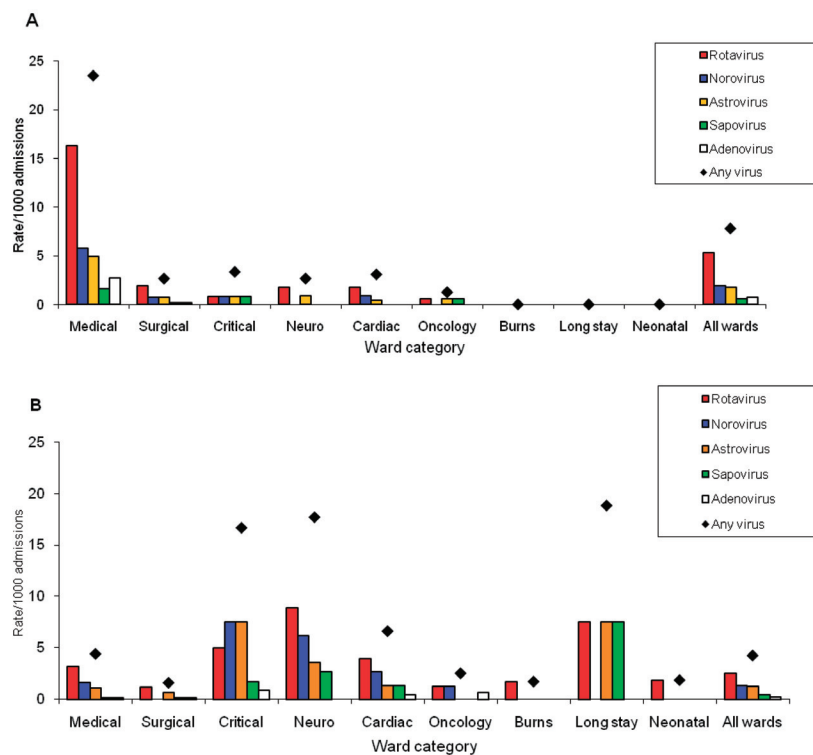 A
25
20
15
10
5
0
Rate/1000 admissions
Rotavirus
Norovirus
Astrovirus
Sapovirus
Adenovirus
Any virus
Medical Surgical Critical Neuro Cardiac Oncology Burns Long stay Neonatal All wards
Ward category
B
25
20
15
10
5
0
Rate/1000 admissions
Rotavirus
Norovirus
Astrovirus
Sapovirus
Adenovirus
Any virus
Medical Surgical Critical Neuro Cardiac Oncology Burns Long stay Neonatal All wards
Ward category